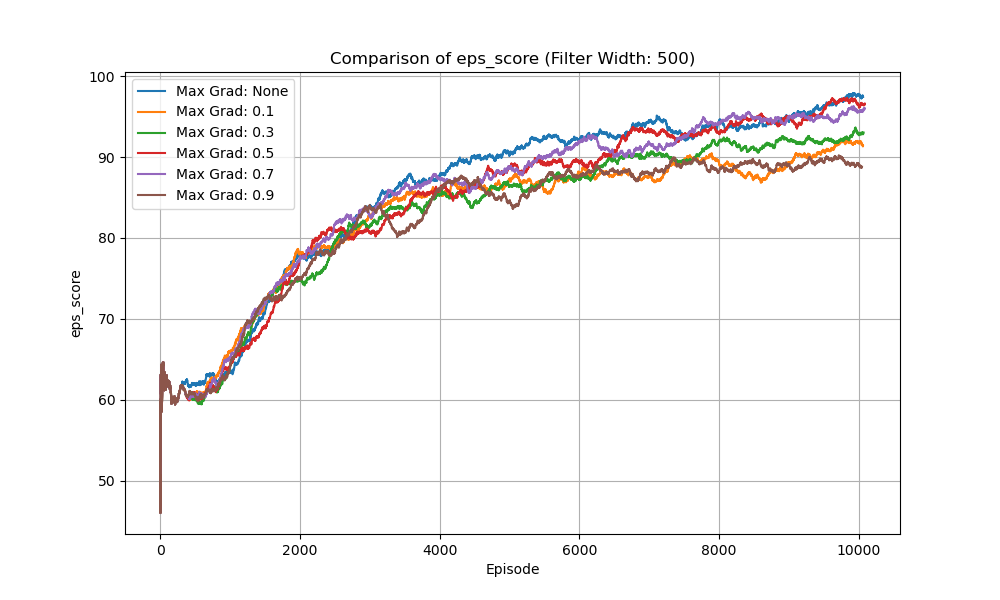 Comparison of eps_score (Filter Width: 500)
Max Grad: None
Max Grad: 0.1
Max Grad: 0.3
Max Grad: 0.5
Max Grad: 0.7
Max Grad: 0.9
100
90
80
70
60
50
eps_score
0 2000 4000 6000 8000 10000
Episode